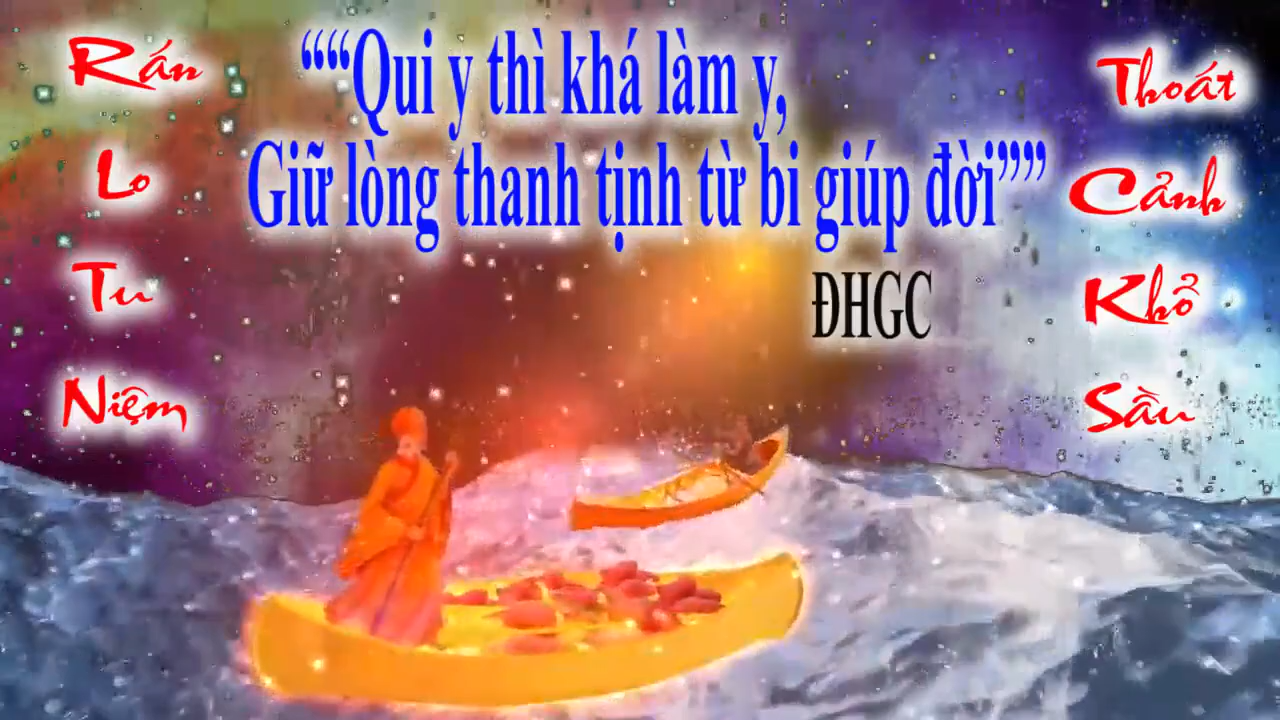 Rán
Lo
Tu
Niệm
““Qui y thì khá làm y,
Giữ lòng thanh tịnh từ bi giúp đời””
ĐHGC
Thoát
Cảnh
Khổ
Sầu